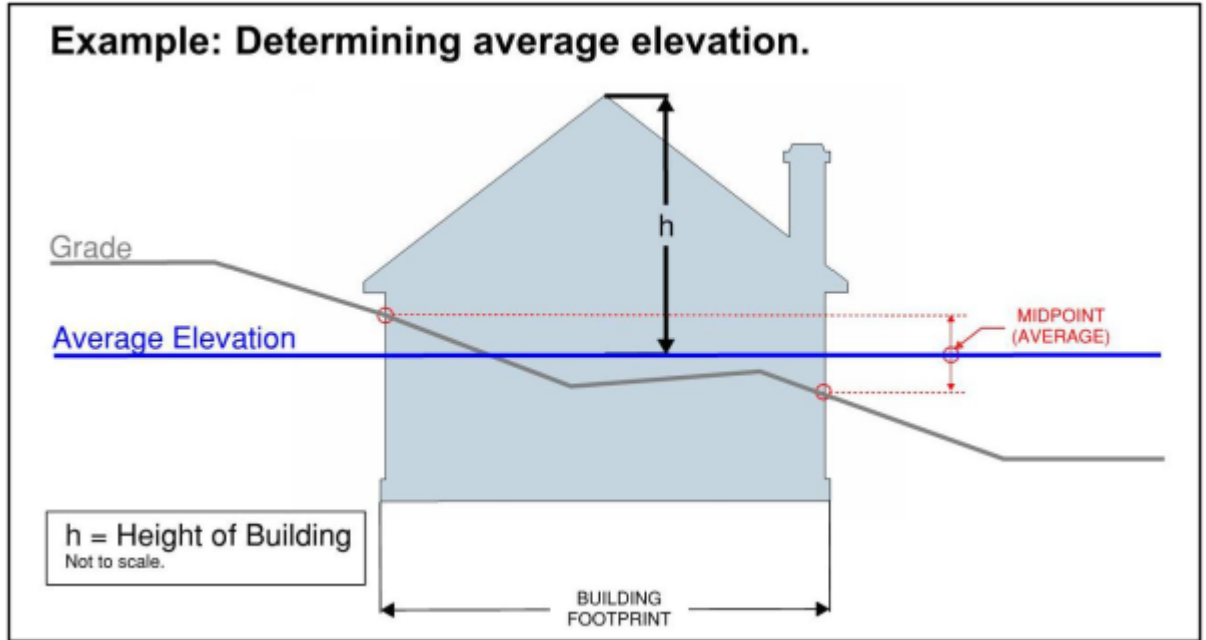 Example: Determining average elevation.
h
Grade
MIDPOINT
(AVERAGE)
Average Elevation
h = Height of Building
Not to scale.
BUILDING
FOOTPRINT